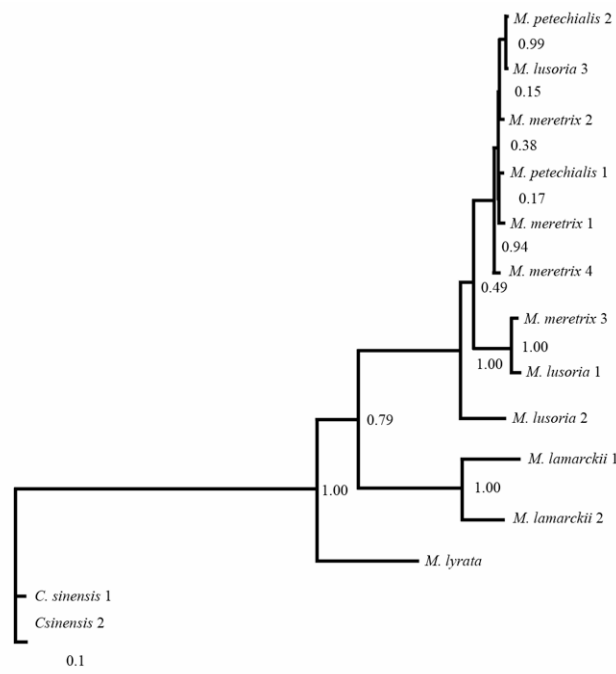 M. petechialis 2
0.99
M. lusoria 3
0.15
M. meretrix 2
0.38
M. petechialis 1
0.17
M. meretrix 1
0.94
M. meretrix 4
0.49
M. meretrix 3
1.00
1.00
M. lusoria 1
M. lusoria 2
0.79
M. lamarckii 1
1.00
1.00
M. lamarckii 2
M. lyrata
C. sinensis 1
Csinensis 2
0.1